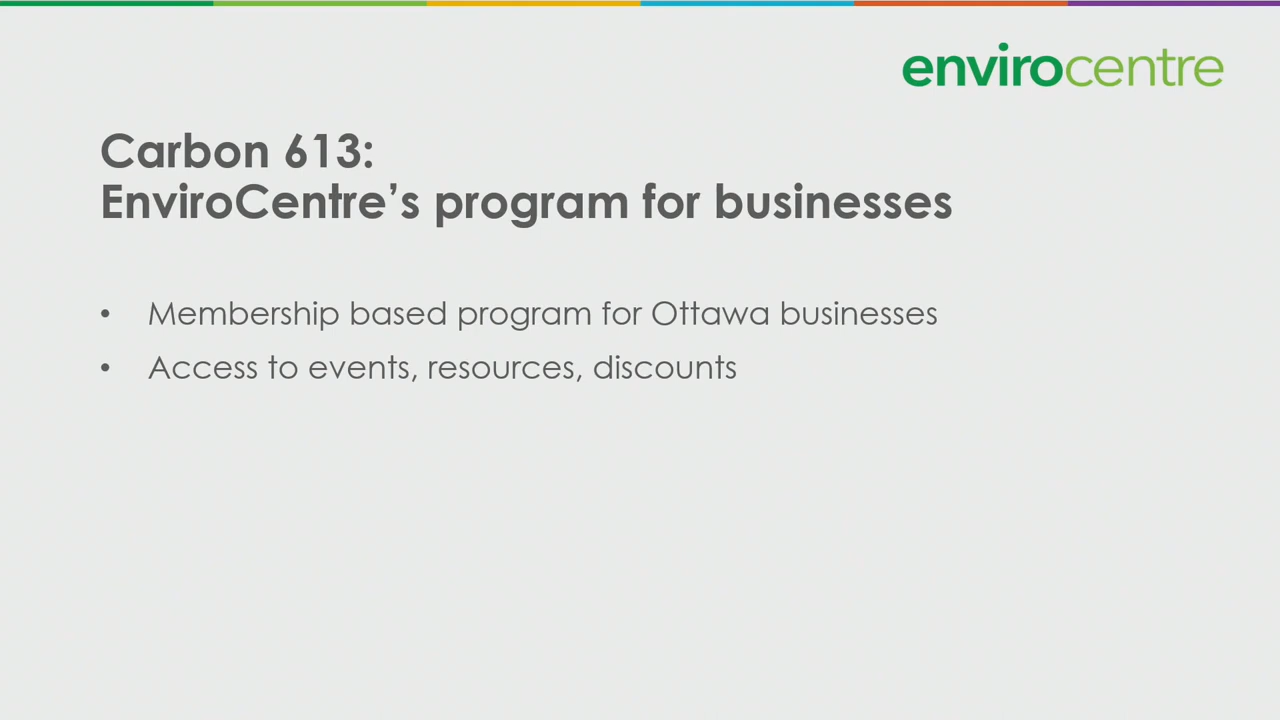 envirocentre
Carbon 613:
EnviroCentre’s program for businesses
• Membership based program for Ottawa businesses
• Access to events, resources, discounts